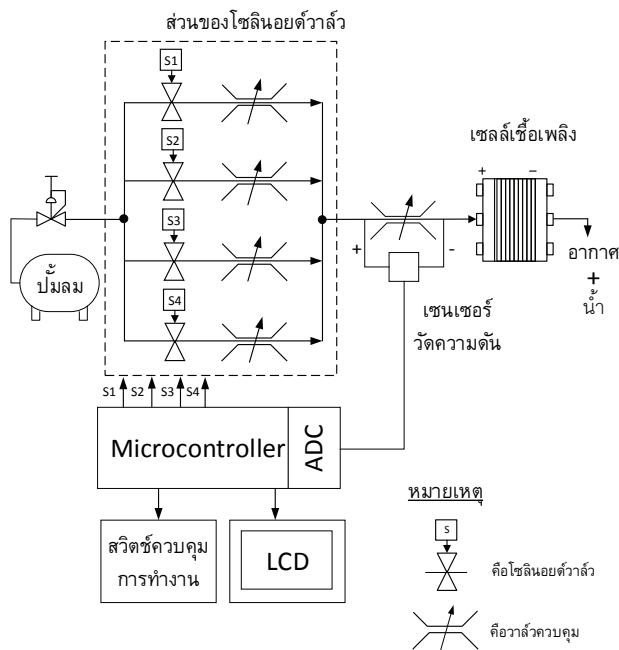 ส่วนของโซลินอยด์วาล์ว
S1
S2
S3
S4
เซลล์เชื้อเพลิง
+ −
ปั๊มลม
อากาศ
+
น้ำ
+ -
เซนเซอร์
วัดความดัน
S1 S2 S3 S4
Microcontroller
ADC
สวิตช์ควบคุม
การทำงาน
LCD
หมายเหตุ
S
คือโซลินอยด์วาล์ว
คือวาล์วควบคุม